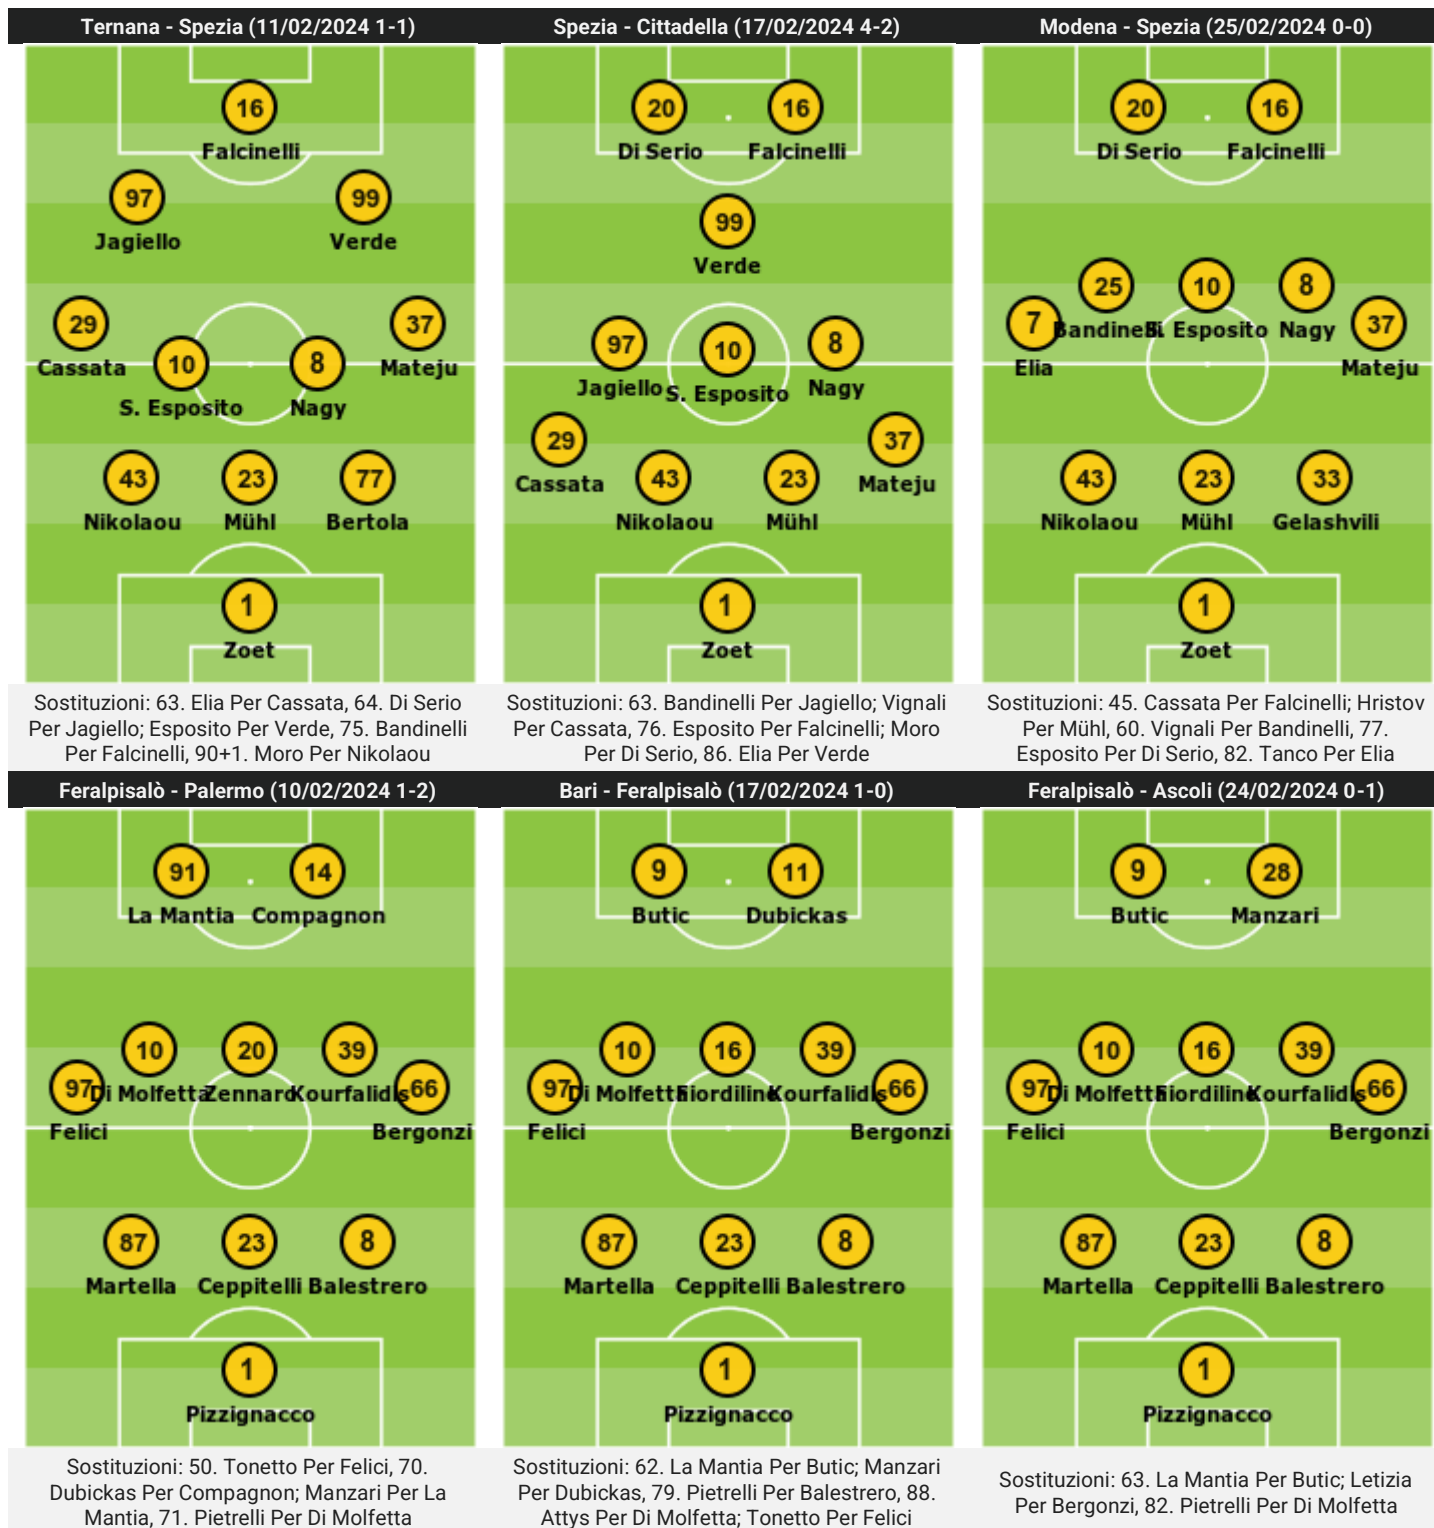 Ternana - Spezia (11/02/2024 1-1)
16
Falcinelli
97 99
Jagiello Verde
29 37
Cassata Mateju
10 8
S. Esposito Nagy
43 23 77
Nikolaou Mühl Bertola
1
Zoet
Sostituzioni: 63. Elia Per Cassata, 64. Di Serio
Per Jagiello; Esposito Per Verde, 75. Bandinelli
Per Falcinelli, 90+1. Moro Per Nikolaou
Spezia - Cittadella (17/02/2024 4-2)
20 16
Di Serio Falcinelli
99
Verde
97 10 8
Jagiello S. Esposito Nagy
29 37
Cassata Mateju
43 23
Nikolaou Mühl
1
Zoet
Sostituzioni: 63. Bandinelli Per Jagiello; Vignali
Per Cassata, 76. Esposito Per Falcinelli; Moro
Per Di Serio, 86. Elia Per Verde
Modena - Spezia (25/02/2024 0-0)
20 16
Di Serio Falcinelli
25 10 8
Bandinelli S. Esposito Nagy
7 37
Elia Mateju
43 23 33
Nikolaou Mühl Gelashvili
1
Zoet
Sostituzioni: 45. Cassata Per Falcinelli; Hristov
Per Mühl, 60. Vignali Per Bandinelli, 77.
Esposito Per Di Serio, 82. Tanco Per Elia
Feralpisalò - Palermo (10/02/2024 1-2)
91 14
La Mantia Compagnon
10 20 39
Di Molfetta Zennaro Kourfalidis
97 66
Felici Bergonzi
87 23 8
Martella Ceppitelli Balestrero
1
Pizzignacco
Sostituzioni: 50. Tonetto Per Felici, 70.
Dubickas Per Compagnon; Manzari Per La
Mantia, 71. Pietrelli Per Di Molfetta
Bari - Feralpisalò (17/02/2024 1-0)
9 11
Butic Dubickas
10 16 39
Di Molfetta Fiordilino Kourfalidis
97 66
Felici Bergonzi
87 23 8
Martella Ceppitelli Balestrero
1
Pizzignacco
Sostituzioni: 62. La Mantia Per Butic; Manzari
Per Dubickas, 79. Pietrelli Per Balestrero, 88.
Attys Per Di Molfetta; Tonetto Per Felici
Feralpisalò - Ascoli (24/02/2024 0-1)
9 28
Butic Manzari
10 16 39
Di Molfetta Fiordilino Kourfalidis
97 66
Felici Bergonzi
87 23 8
Martella Ceppitelli Balestrero
1
Pizzignacco
Sostituzioni: 63. La Mantia Per Butic; Letizia
Per Bergonzi, 82. Pietrelli Per Di Molfetta